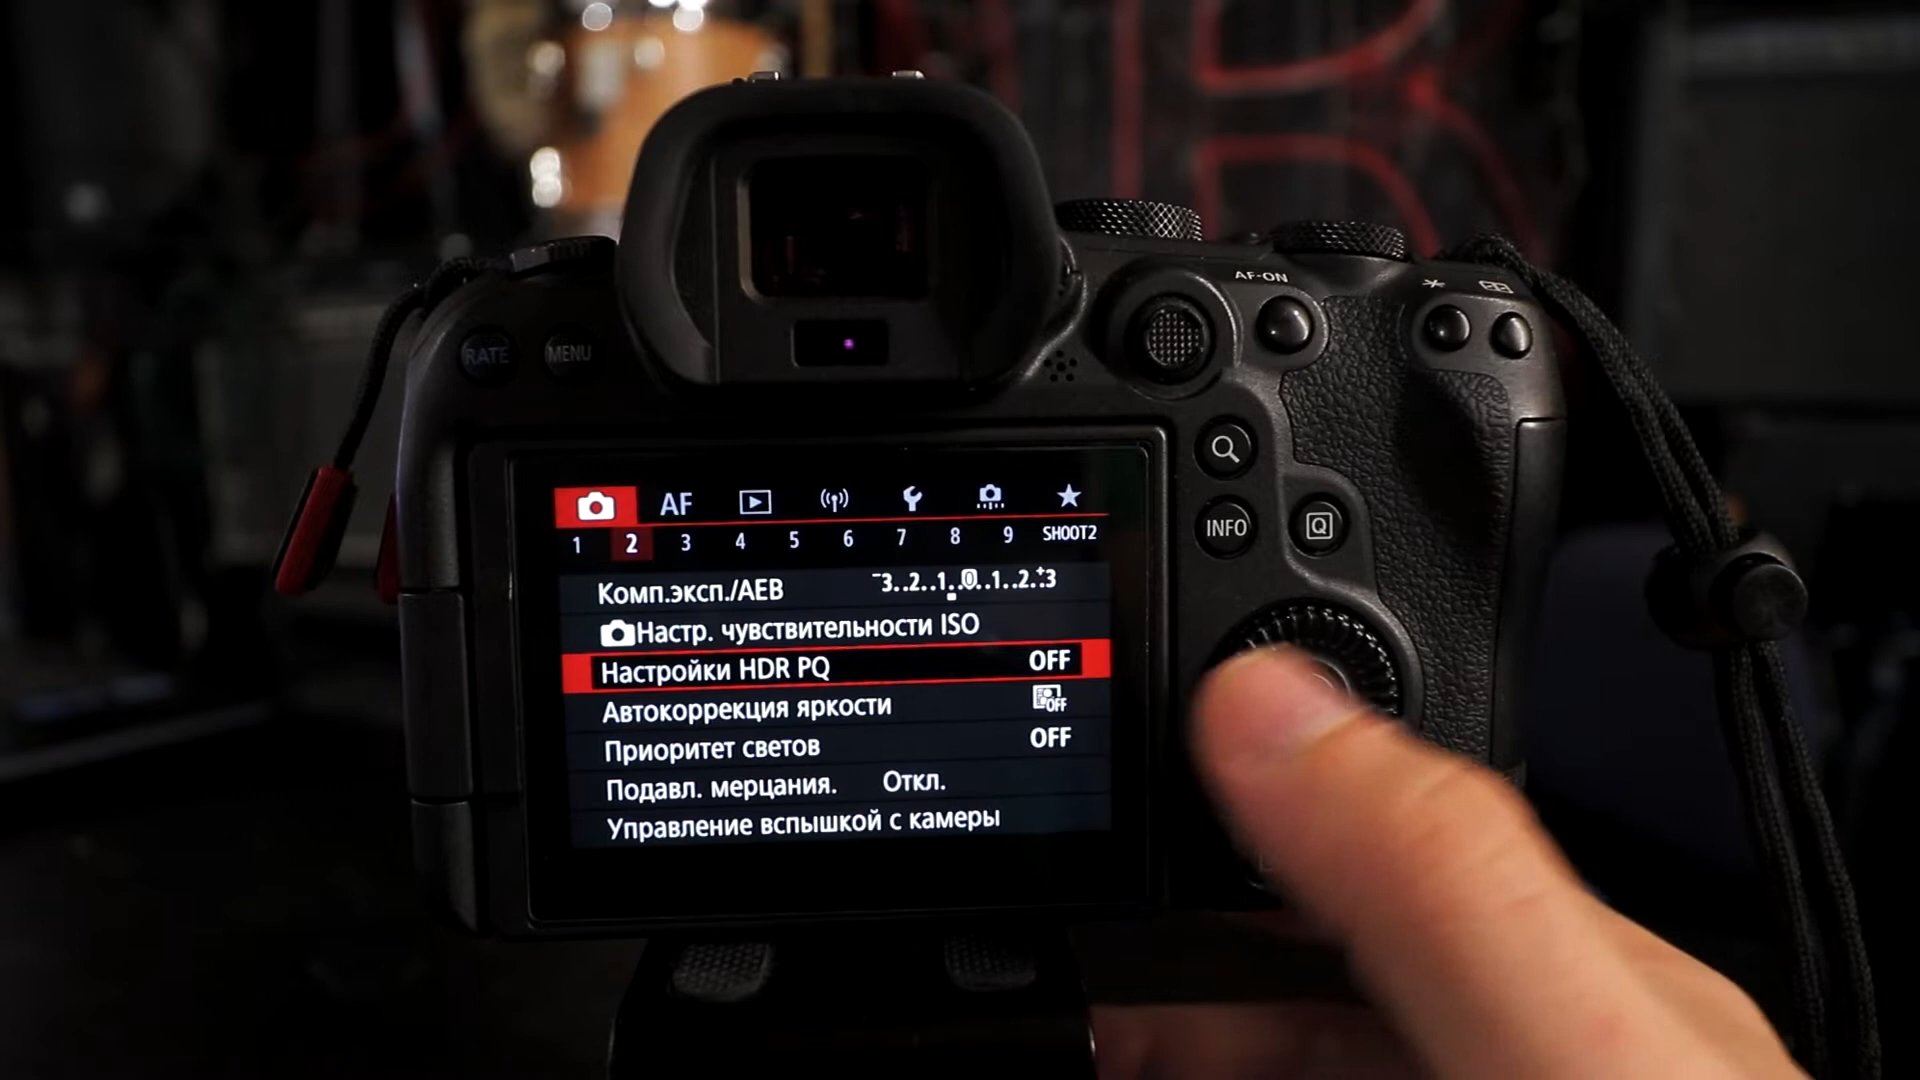 AF-ON
RATE MENU
INFO Q
AF
1 2 3 4 5 6 7 8 9 SHOOT2
Комп.эксп./AEB -3..2..1..0..1..2.+3
Настр. чувствительности ISO
Настройки HDR PQ OFF
Автокоррекция яркости OFF
Приоритет светов OFF
Подавл. мерцания. Откл.
Управление вспышкой с камеры